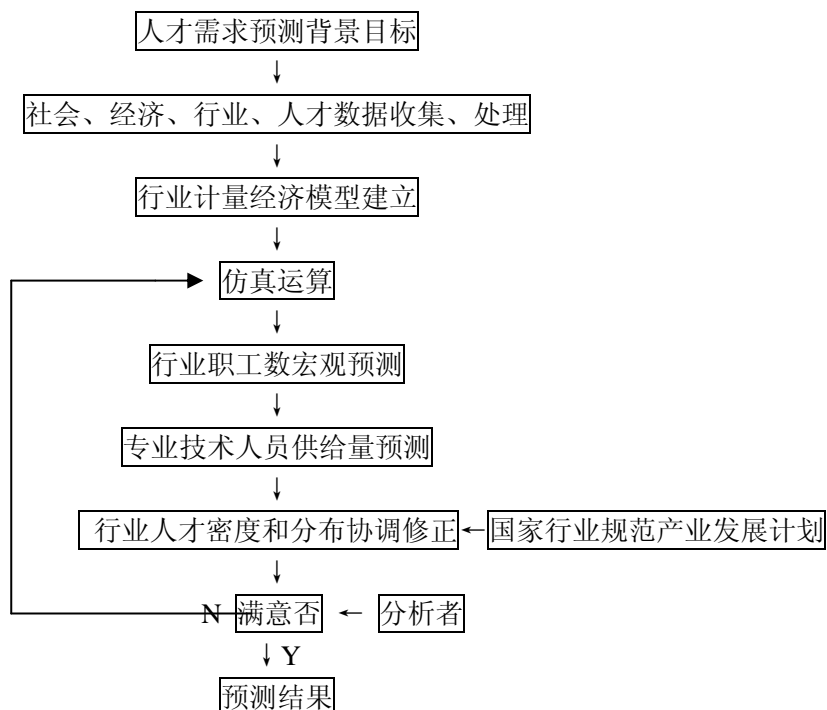 人才需求预测背景目标
↓
社会、经济、行业、人才数据收集、处理
↓
行业计量经济模型建立
↓
仿真运算
↓
行业职工数宏观预测
↓
专业技术人员供给量预测
↓
行业人才密度和分布协调修正←国家行业规范产业发展计划
↓
N 满意否 ← 分析者
↓ Y
预测结果